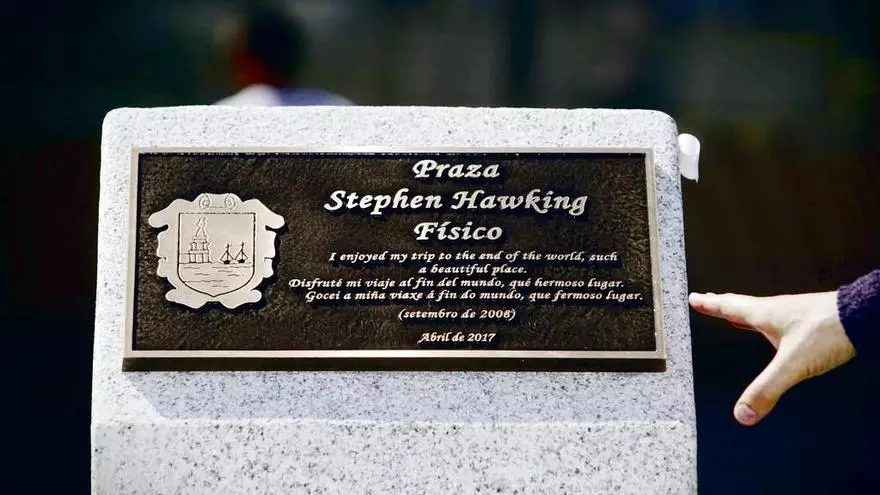 Praza
Stephen Hawking
Físico
I enjoyed my trip to the end of the world, such
a beautiful place.
Disfruté mi viaje al fin del mundo, qué hermoso lugar.
Gocei a miña viaxe á fin do mundo, que fermoso lugar.
(setembro de 2008)
Abril de 2017